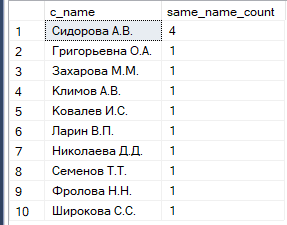 c_name same_name_count
1 Сидорова А.В. 4
2 Григорьевна О.А. 1
3 Захарова М.М. 1
4 Климов А.В. 1
5 Ковалев И.С. 1
6 Ларин В.П. 1
7 Николаева Д.Д. 1
8 Семенов Т.Т. 1
9 Фролова Н.Н. 1
10 Широкова С.С. 1